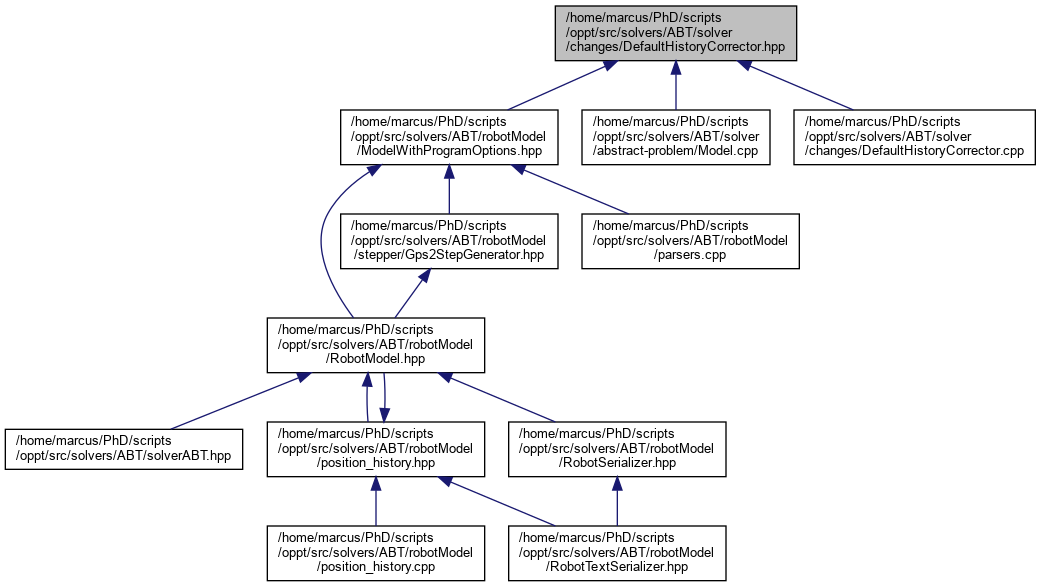 /home/marcus/PhD/scripts
/oppt/src/solvers/ABT/solver
/changes/DefaultHistoryCorrector.hpp
/home/marcus/PhD/scripts
/oppt/src/solvers/ABT/robotModel
/ModelWithProgramOptions.hpp
/home/marcus/PhD/scripts
/oppt/src/solvers/ABT/solver
/abstract-problem/Model.cpp
/home/marcus/PhD/scripts
/oppt/src/solvers/ABT/solver
/changes/DefaultHistoryCorrector.cpp
/home/marcus/PhD/scripts
/oppt/src/solvers/ABT/robotModel
/stepper/Gps2StepGenerator.hpp
/home/marcus/PhD/scripts
/oppt/src/solvers/ABT/robotModel
/parsers.cpp
/home/marcus/PhD/scripts
/oppt/src/solvers/ABT/robotModel
/RobotModel.hpp
/home/marcus/PhD/scripts
/oppt/src/solvers/ABT/solverABT.hpp
/home/marcus/PhD/scripts
/oppt/src/solvers/ABT/robotModel
/position_history.hpp
/home/marcus/PhD/scripts
/oppt/src/solvers/ABT/robotModel
/RobotSerializer.hpp
/home/marcus/PhD/scripts
/oppt/src/solvers/ABT/robotModel
/position_history.cpp
/home/marcus/PhD/scripts
/oppt/src/solvers/ABT/robotModel
/RobotTextSerializer.hpp